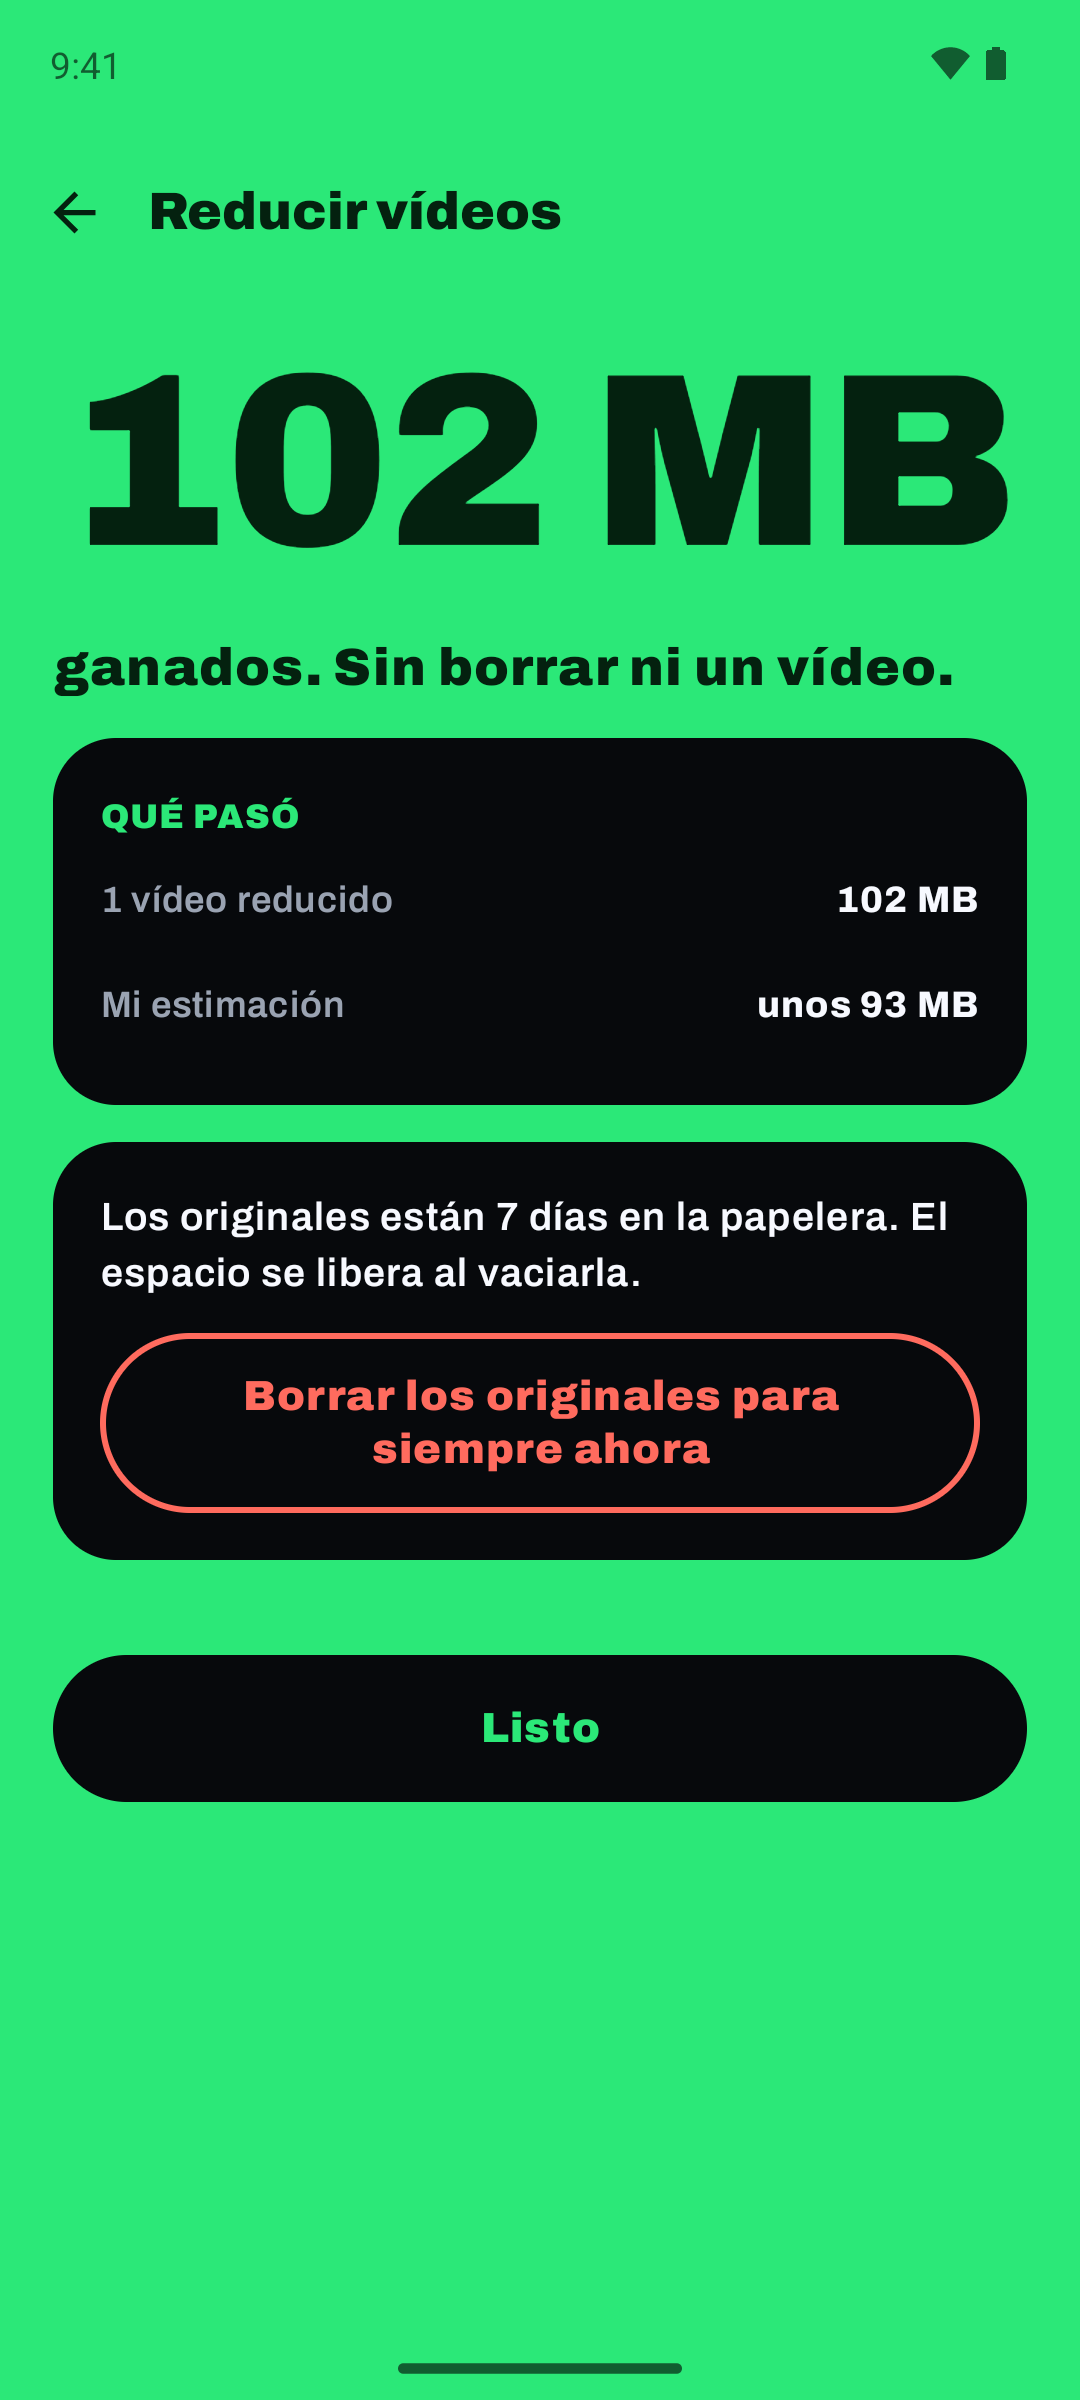 9:41
Reducir vídeos
102 MB
ganados. Sin borrar ni un vídeo.
QUÉ PASÓ
1 vídeo reducido 102 MB
Mi estimación unos 93 MB
Los originales están 7 días en la papelera. El
espacio se libera al vaciarla.
Borrar los originales para
siempre ahora
Listo